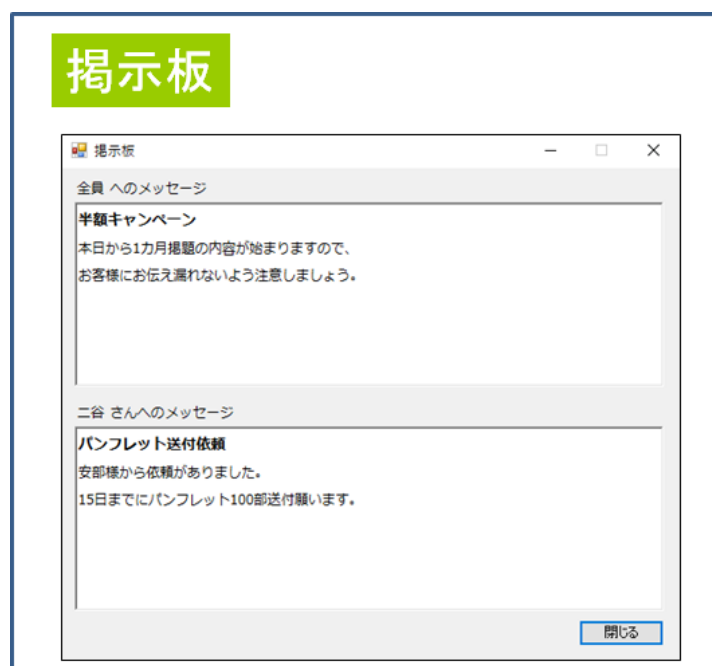 掲示板
掲示板
全員 へのメッセージ
半額キャンペーン
本日から1カ月掲題の内容が始まりますので、
お客様にお伝え漏れないよう注意しましょう。
二谷 さんへのメッセージ
パンフレット送付依頼
安部様から依頼がありました。
15日までにパンフレット100部送付願います。
閉じる